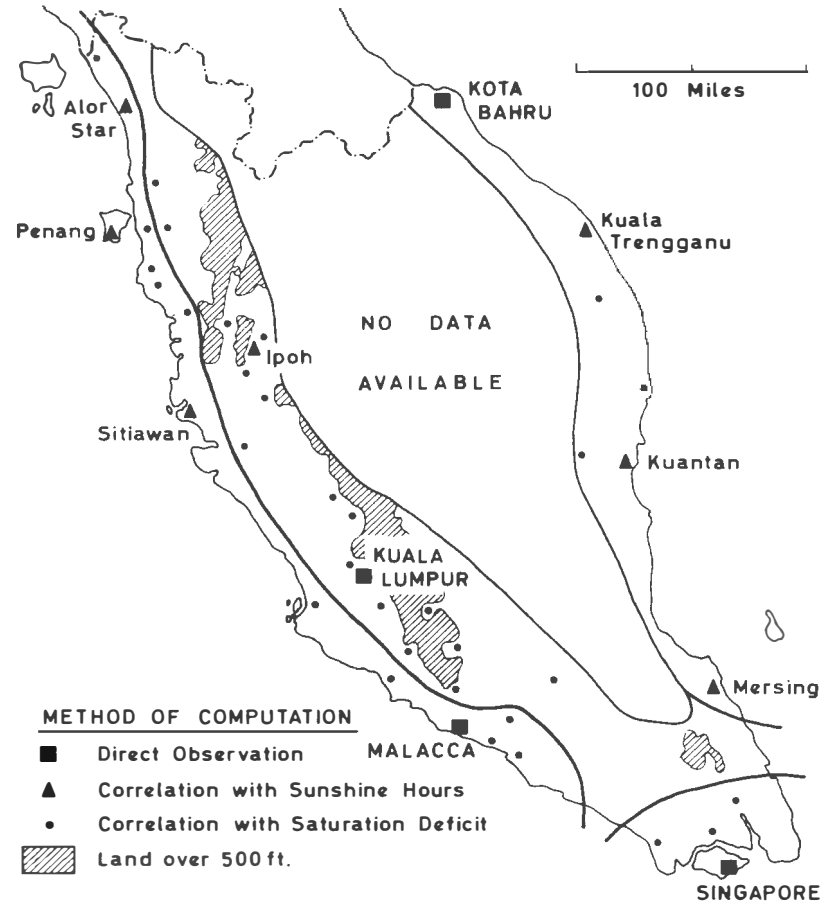 KOTA
BAHRU
100 Miles
Alor
Star
Penang
Kuala
Trengganu
NO DATA
AVAILABLE
Ipoh
Sitiawan
Kuantan
KUALA
LUMPUR
Mersing
METHOD OF COMPUTATION
MALACCA
Direct Observation
Correlation with Sunshine Hours
Correlation with Saturation Deficit
Land over 500 ft.
SINGAPORE